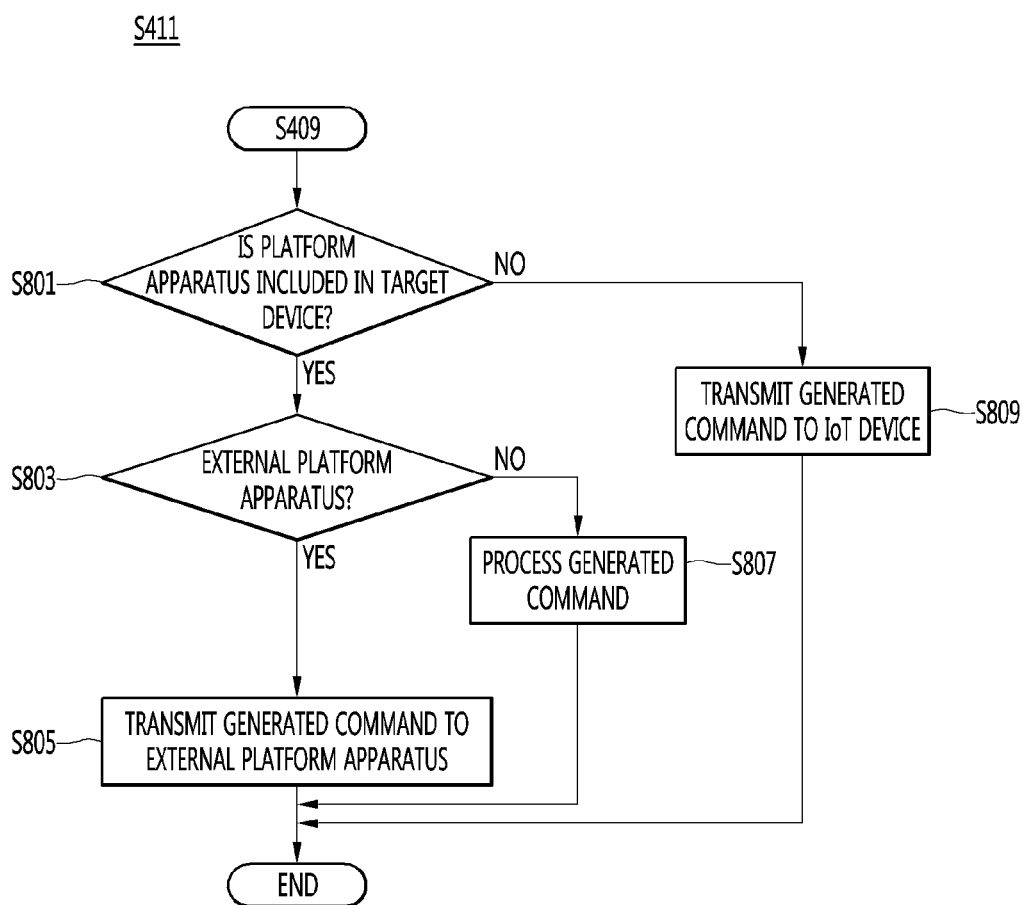 S411
S409
IS PLATFORM
APPARATUS INCLUDED IN TARGET
DEVICE?
S801
NO
YES
TRANSMIT GENERATED
COMMAND TO IoT DEVICE
S809
EXTERNAL PLATFORM
APPARATUS?
S803
NO
YES
PROCESS GENERATED
COMMAND
S807
TRANSMIT GENERATED COMMAND TO
EXTERNAL PLATFORM APPARATUS
S805
END